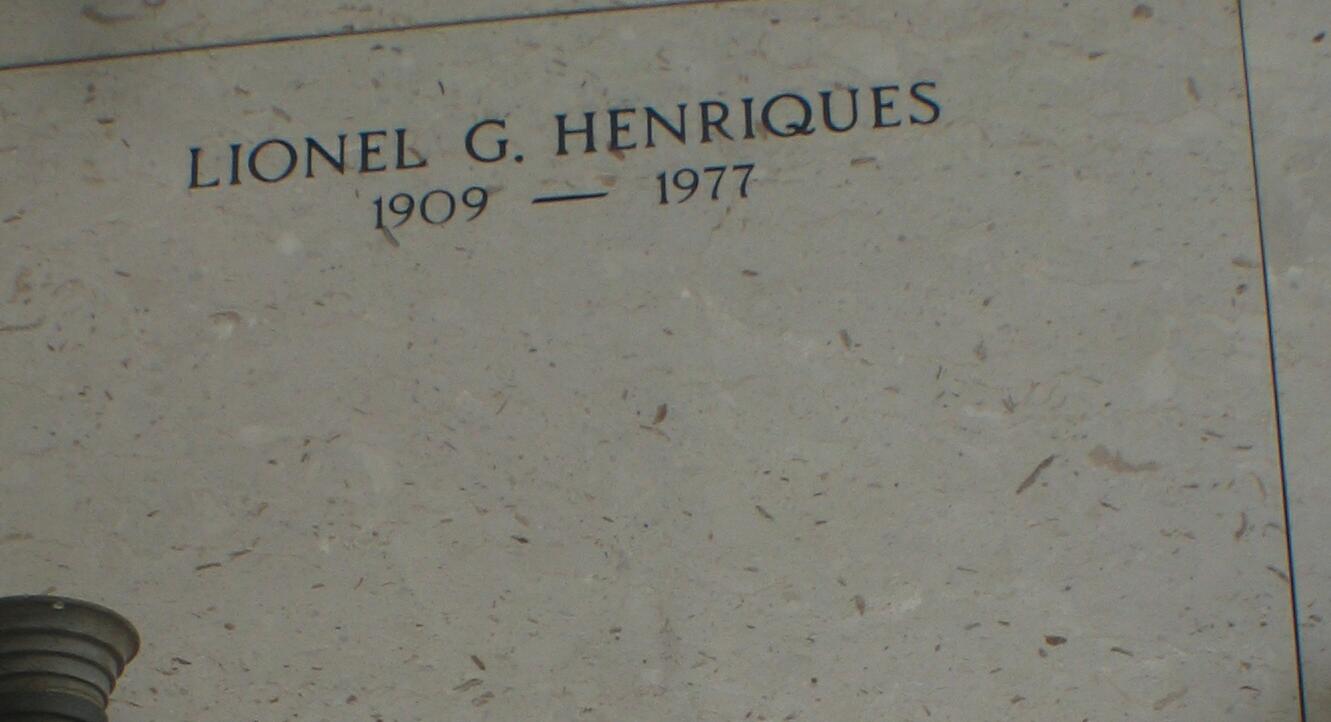 LIONEL G. HENRIQUES
1909 — 1977